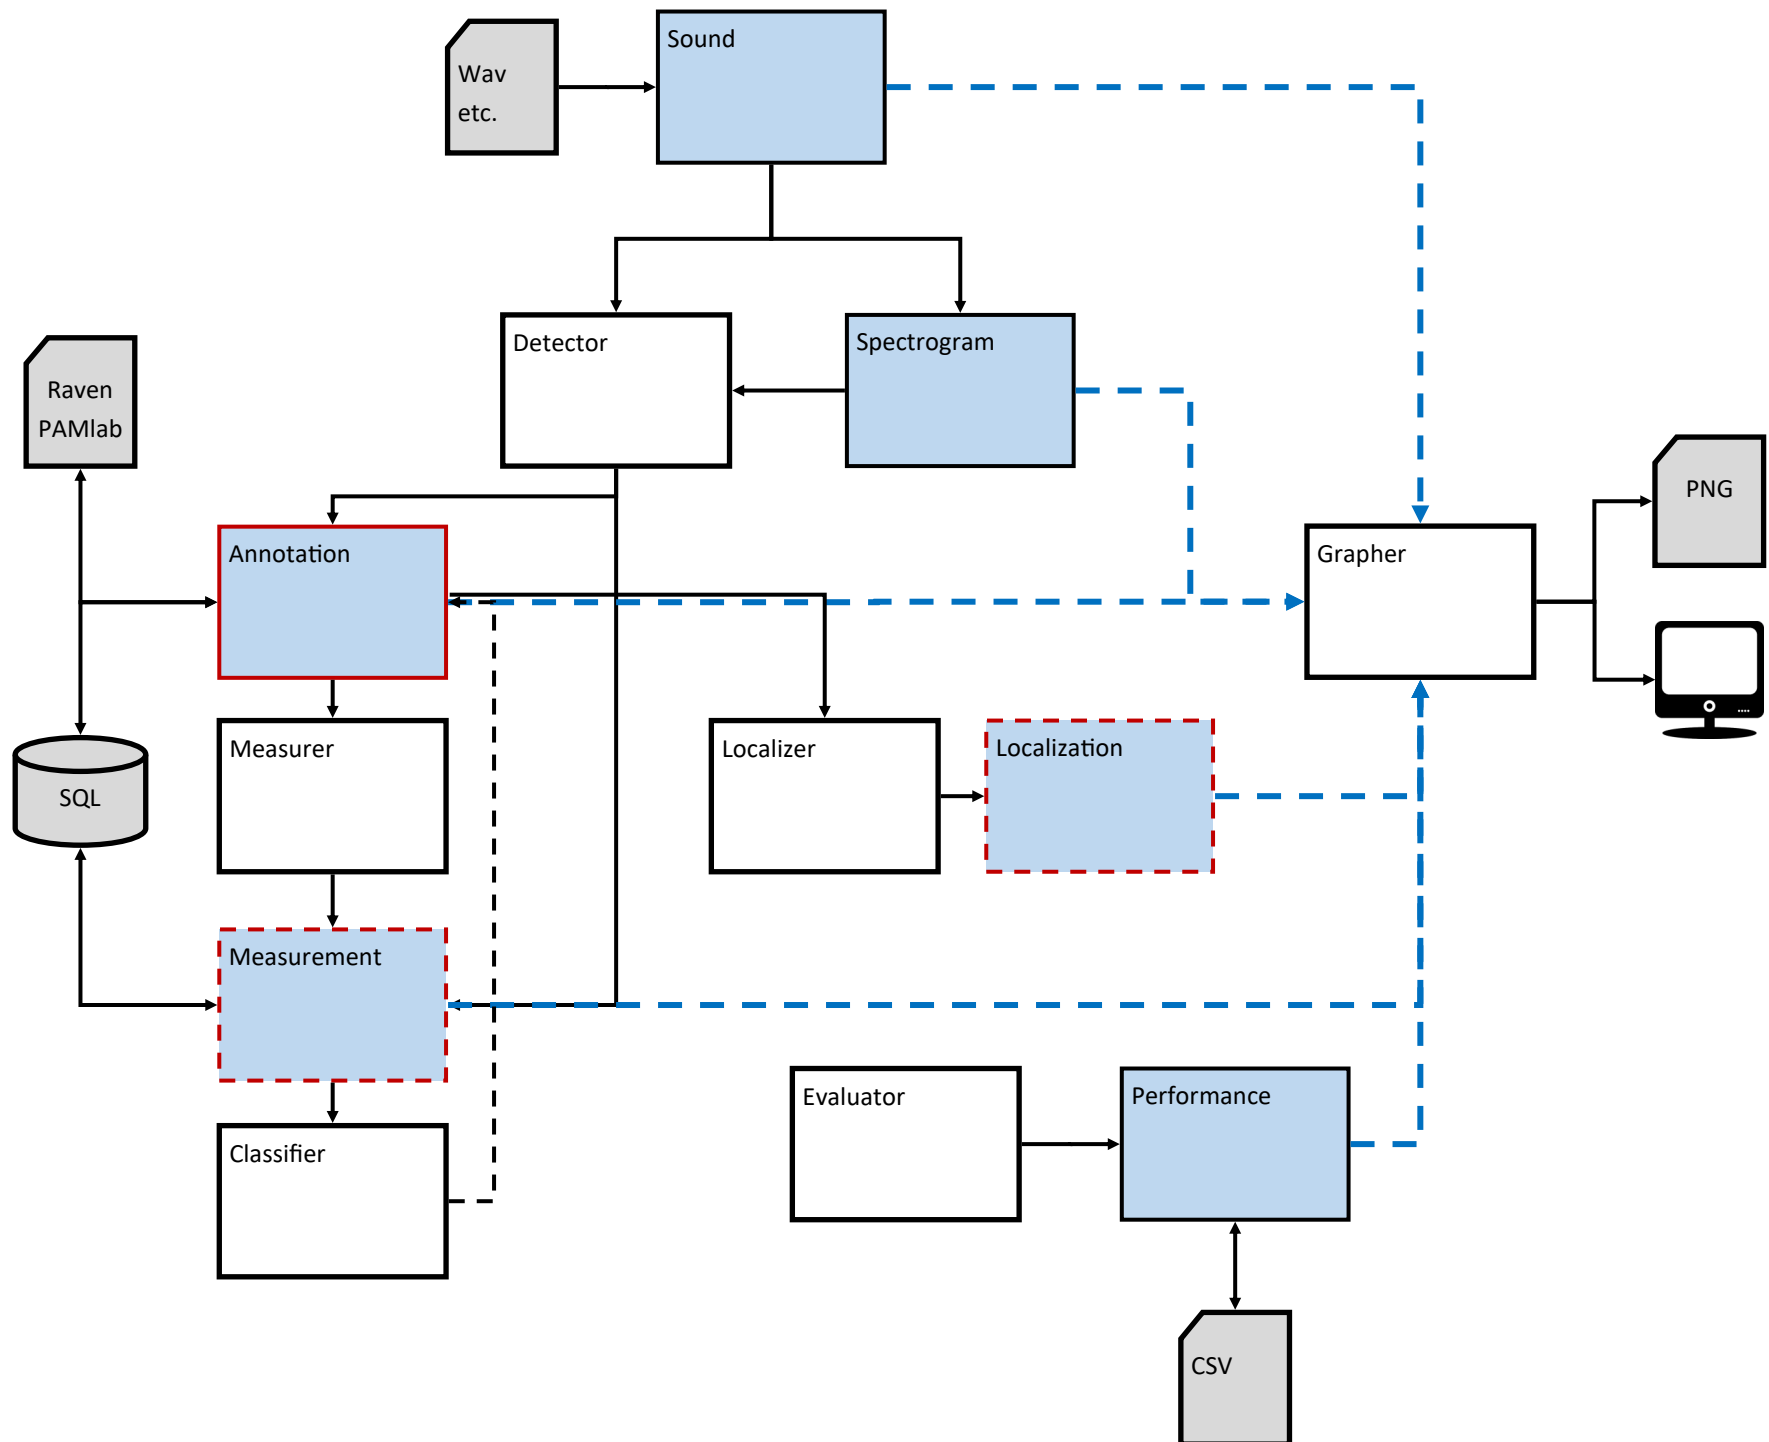 Wav
etc.
Sound
Detector
Spectrogram
Raven
PAMlab
Annotation
Grapher
PNG
Measurer
Localizer
Localization
SQL
Measurement
Evaluator
Performance
Classifier
CSV